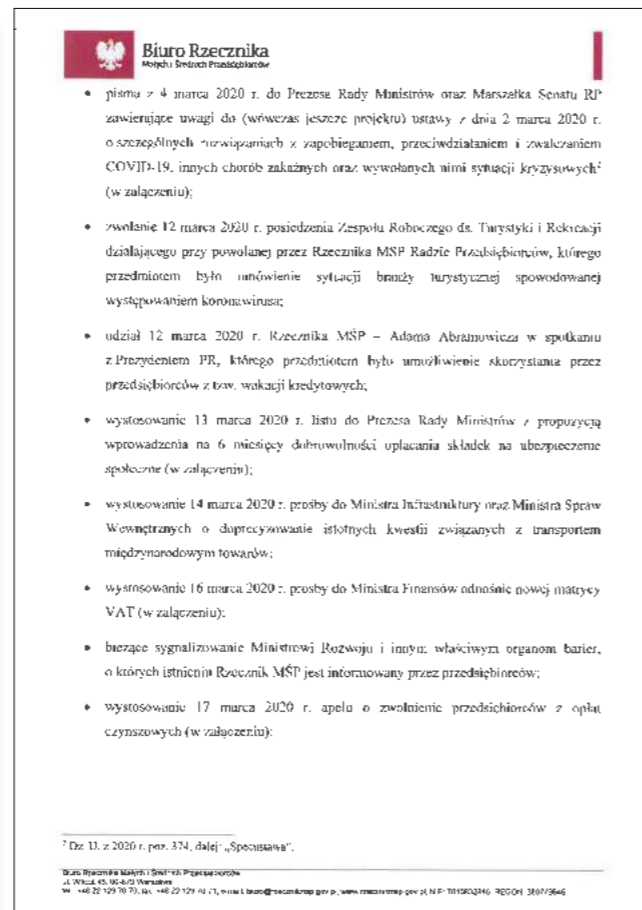 Biuro Rzecznika
Małych i Średnich Przedsiębiorców
• pisma z 4 marca 2020 r. do Prezesa Rady Ministrów oraz Marszałka Senatu RP
zawierające uwagi do (wówczas jeszcze projektu) ustawy z dnia 2 marca 2020 r.
o szczególnych rozwiązaniach z zapobieganiem, przeciwdziałaniem i zwalczaniem
COVID-19, innych chorób zakaźnych oraz wywołanych nimi sytuacji kryzysowych²
(w załączeniu);
• zwołanie 12 marca 2020 r. posiedzenia Zespołu Roboczego ds. Turystyki i Rekreacji
działającego przy powołanej przez Rzecznika MŚP Radzie Przedsiębiorców, którego
przedmiotem było omówienie sytuacji branży turystycznej spowodowanej
występowaniem koronawirusa;
• udział 12 marca 2020 r. Rzecznika MŚP – Adama Abramowicza w spotkaniu
z Prezydentem PR, którego przedmiotem było umożliwienie skorzystania przez
przedsiębiorców z tzw. wakacji kredytowych;
• wystosowanie 13 marca 2020 r. listu do Prezesa Rady Ministrów z propozycją
wprowadzenia na 6 miesięcy dobrowolności opłacania składek na ubezpieczenie
społeczne (w załączeniu);
• wystosowanie 14 marca 2020 r. prośby do Ministra Infrastruktury oraz Ministra Spraw
Wewnętrznych o doprecyzowanie istotnych kwestii związanych z transportem
międzynarodowym towarów;
• wystosowanie 16 marca 2020 r. prośby do Ministra Finansów odnośnie nowej matrycy
VAT (w załączeniu);
• bieżące sygnalizowanie Ministrowi Rozwoju i innym właściwym organom barier,
o których istnieniu Rzecznik MŚP jest informowany przez przedsiębiorców;
• wystosowanie 17 marca 2020 r. apelu o zwolnienie przedsiębiorców z opłat
czynszowych (w załączeniu);
² Dz. U. z 2020 r. poz. 374, dalej: „Specustawa".
Biuro Rzecznika Małych i Średnich Przedsiębiorców
ul. Wilcza 46, 00-679 Warszawa